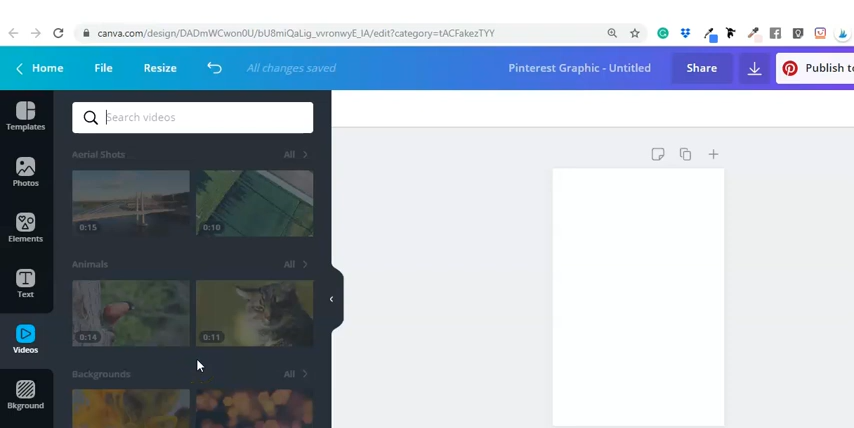 canva.com/design/DADmWCwon0U/bU8miQaLig_vvronwyE_IA/edit?category=tACFakezTYY
Home File Resize All changes saved Pinterest Graphic - Untitled Share Publish to
Templates
Photos
Elements
Text
Videos
Bkground
Search videos
Aerial Shots All
0:15 0:10
Animals All
0:14 0:11
Backgrounds All